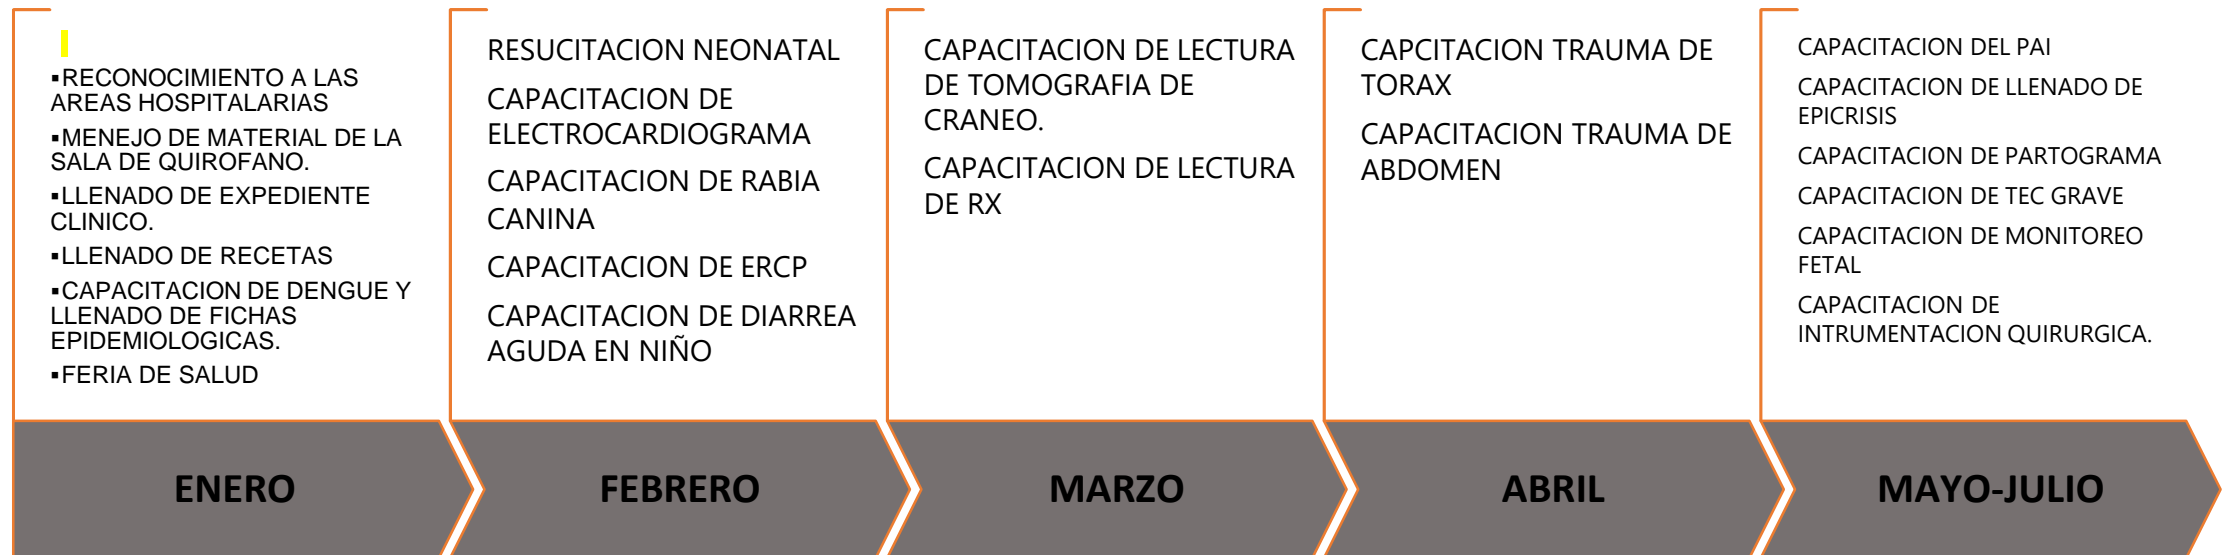 ▪RECONOCIMIENTO A LAS
AREAS HOSPITALARIAS
▪MENEJO DE MATERIAL DE LA
SALA DE QUIROFANO.
▪LLENADO DE EXPEDIENTE
CLINICO.
▪LLENADO DE RECETAS
▪CAPACITACION DE DENGUE Y
LLENADO DE FICHAS
EPIDEMIOLOGICAS.
▪FERIA DE SALUD
ENERO
RESUCITACION NEONATAL
CAPACITACION DE
ELECTROCARDIOGRAMA
CAPACITACION DE RABIA
CANINA
CAPACITACION DE ERCP
CAPACITACION DE DIARREA
AGUDA EN NIÑO
FEBRERO
CAPACITACION DE LECTURA
DE TOMOGRAFIA DE
CRANEO.
CAPACITACION DE LECTURA
DE RX
MARZO
CAPCITACION TRAUMA DE
TORAX
CAPACITACION TRAUMA DE
ABDOMEN
ABRIL
CAPACITACION DEL PAI
CAPACITACION DE LLENADO DE
EPICRISIS
CAPACITACION DE PARTOGRAMA
CAPACITACION DE TEC GRAVE
CAPACITACION DE MONITOREO
FETAL
CAPACITACION DE
INTRUMENTACION QUIRURGICA.
MAYO-JULIO